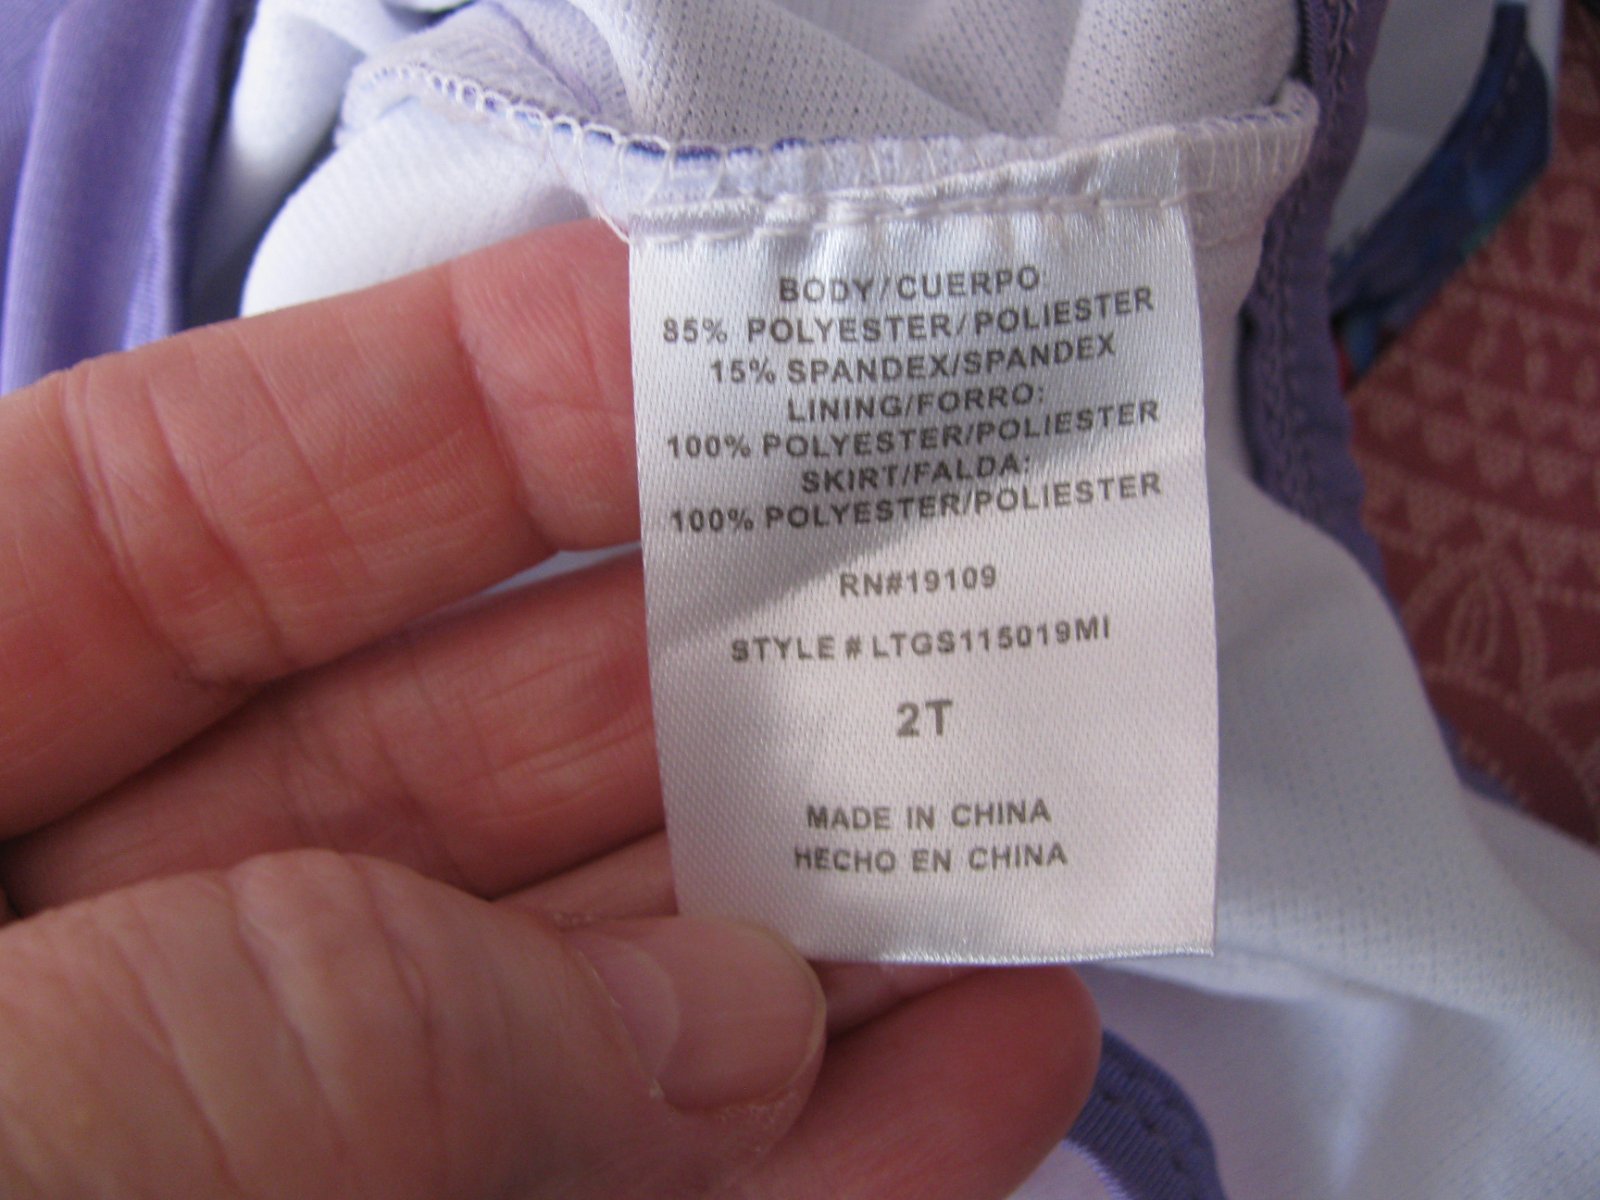 BODY/CUERPO
85% POLYESTER/POLIESTER
15% SPANDEX/SPANDEX
LINING/FORRO:
100% POLYESTER/POLIESTER
SKIRT/FALDA:
100% POLYESTER/POLIESTER
RN#19109
STYLE # LTGS115019MI
2T
MADE IN CHINA
HECHO EN CHINA